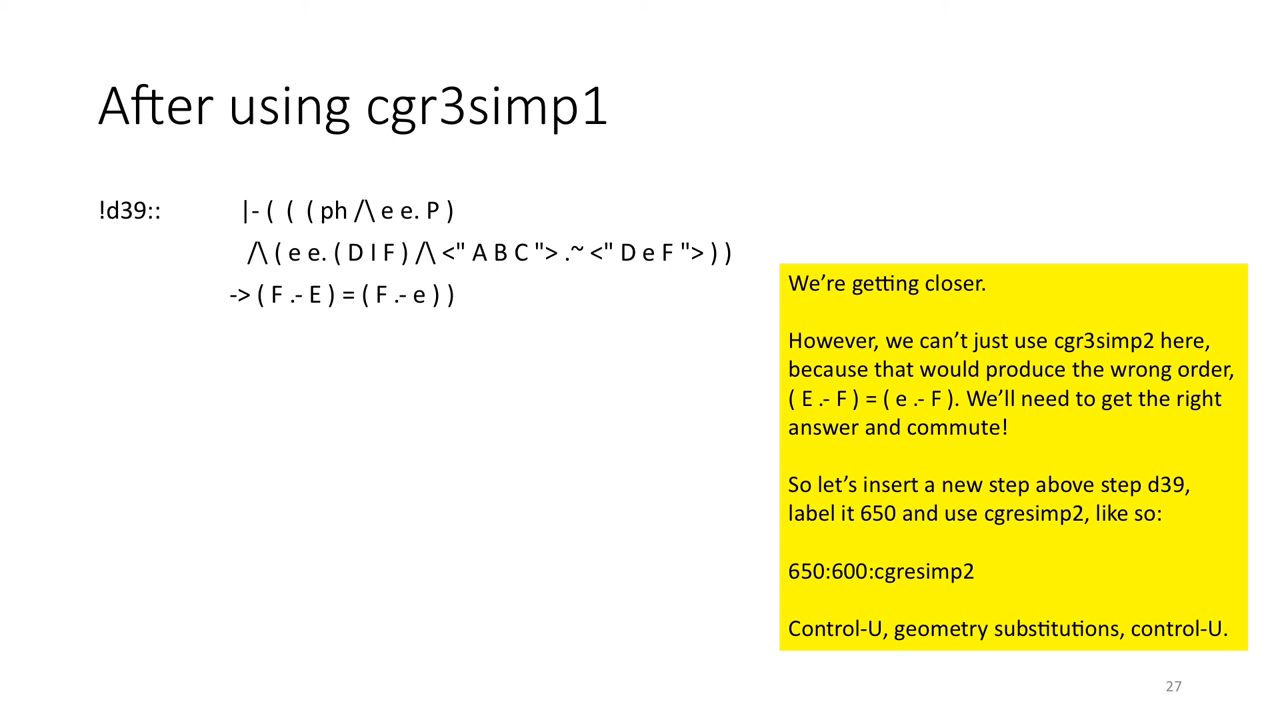 After using cgr3simp1
!d39:: |- ( ( ( ph /\ e e. P )
/\ ( e e. ( D I F ) /\ <" A B C "> .~ <" D e F "> ) )
-> ( F .- E ) = ( F .- e ) )
We’re getting closer.
However, we can’t just use cgr3simp2 here,
because that would produce the wrong order,
( E .- F ) = ( e .- F ). We’ll need to get the right
answer and commute!
So let’s insert a new step above step d39,
label it 650 and use cgresimp2, like so:
650:600:cgresimp2
Control-U, geometry substitutions, control-U.
27